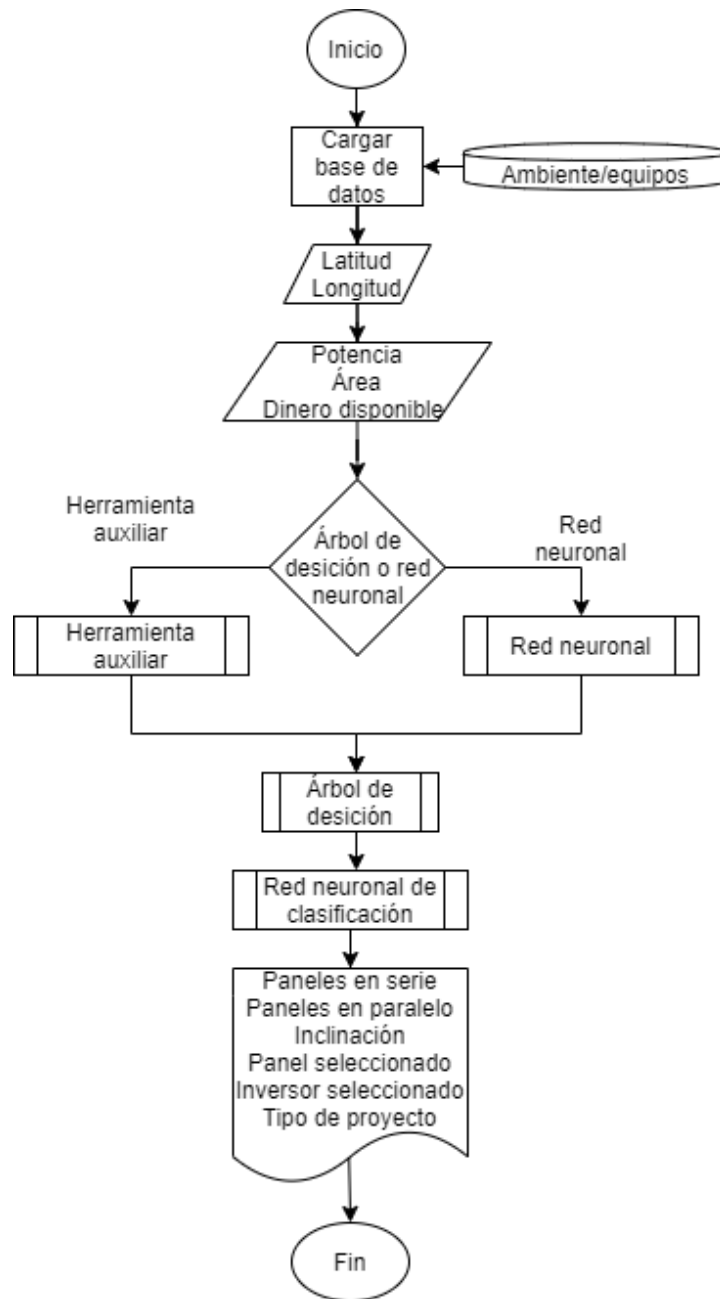 Inicio
Cargar
base de
datos
Ambiente/equipos
Latitud
Longitud
Potencia
Área
Dinero disponible
Herramienta
auxiliar
Árbol de
desición o red
neuronal
Red
neuronal
Herramienta
auxiliar
Red neuronal
Árbol de
desición
Red neuronal de
clasificación
Paneles en serie
Paneles en paralelo
Inclinación
Panel seleccionado
Inversor seleccionado
Tipo de proyecto
Fin